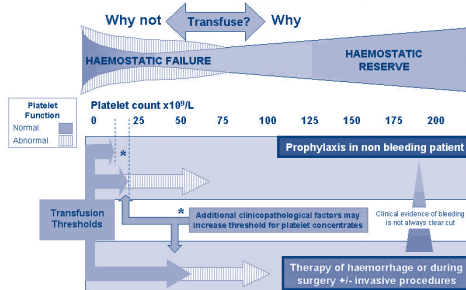 Why not Transfuse? Why
HAEMOSTATIC FAILURE
HAEMOSTATIC
RESERVE
Platelet
Function
Normal
Abnormal
Platelet count x10⁹/L
0 25 50 75 100 125 150 175 200
Prophylaxis in non bleeding patient
*
*
Transfusion
Thresholds
Additional clinicopathological factors may
increase threshold for platelet concentrates
Clinical evidence of bleeding
is not always clear cut
Therapy of haemorrhage or during
surgery +/- invasive procedures